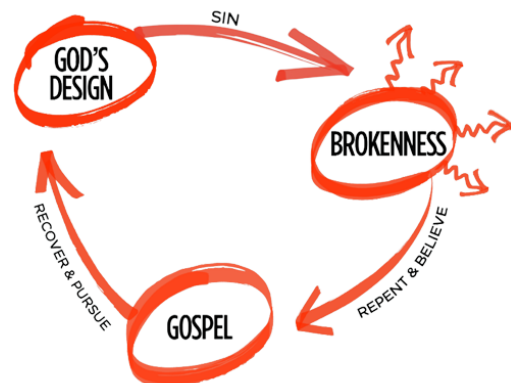 SIN
GOD'S
DESIGN
BROKENNESS
REPENT & BELIEVE
GOSPEL
RECOVER & PURSUE